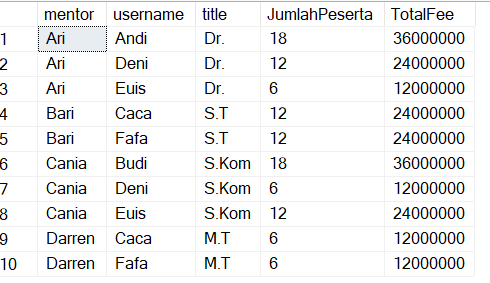 mentor username title JumlahPeserta TotalFee
1 Ari Andi Dr. 18 36000000
2 Ari Deni Dr. 12 24000000
3 Ari Euis Dr. 6 12000000
4 Bari Caca S.T 12 24000000
5 Bari Fafa S.T 12 24000000
6 Cania Budi S.Kom 18 36000000
7 Cania Deni S.Kom 6 12000000
8 Cania Euis S.Kom 12 24000000
9 Darren Caca M.T 6 12000000
10 Darren Fafa M.T 6 12000000